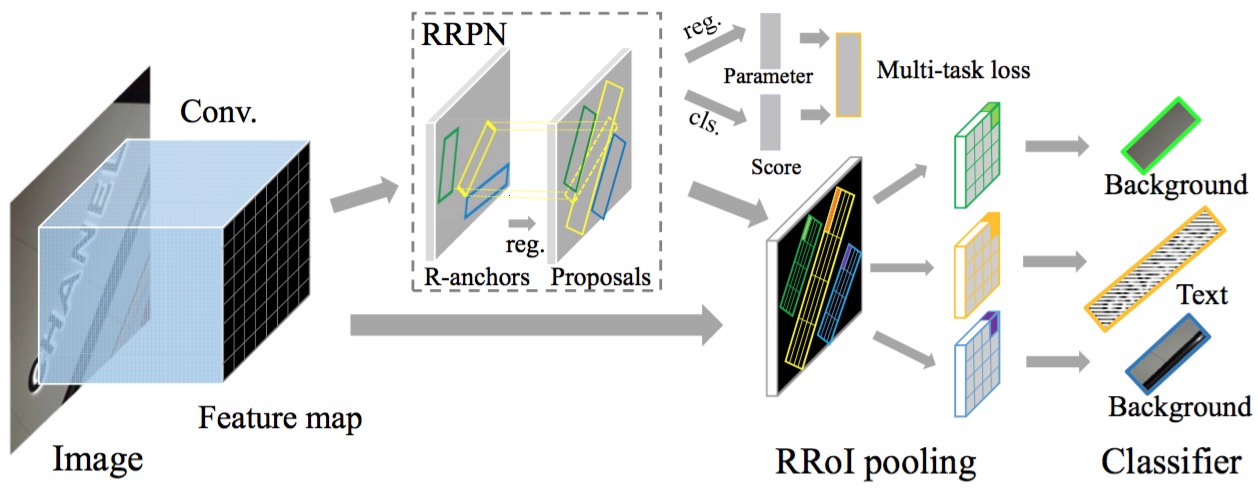 RRPN
reg.
Parameter
Multi-task loss
cls.
Score
Conv.
CHANEL
reg.
R-anchors
Proposals
Background
Text
Background
Feature map
Image
RRoI pooling
Classifier